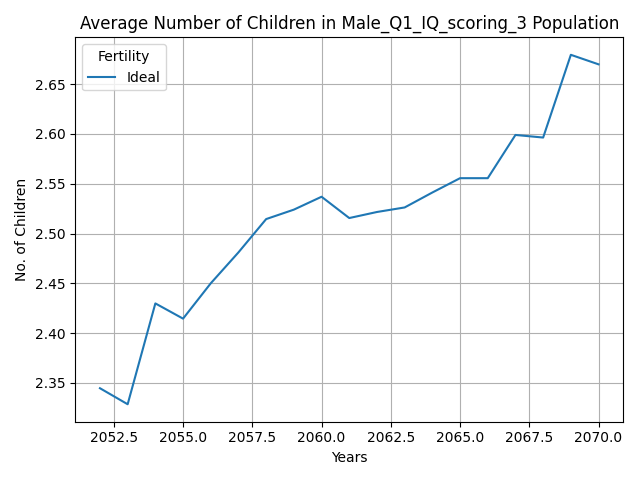 Average Number of Children in Male_Q1_IQ_scoring_3 Population
Fertility
Ideal
No. of Children
2.65
2.60
2.55
2.50
2.45
2.40
2.35
2052.5 2055.0 2057.5 2060.0 2062.5 2065.0 2067.5 2070.0
Years